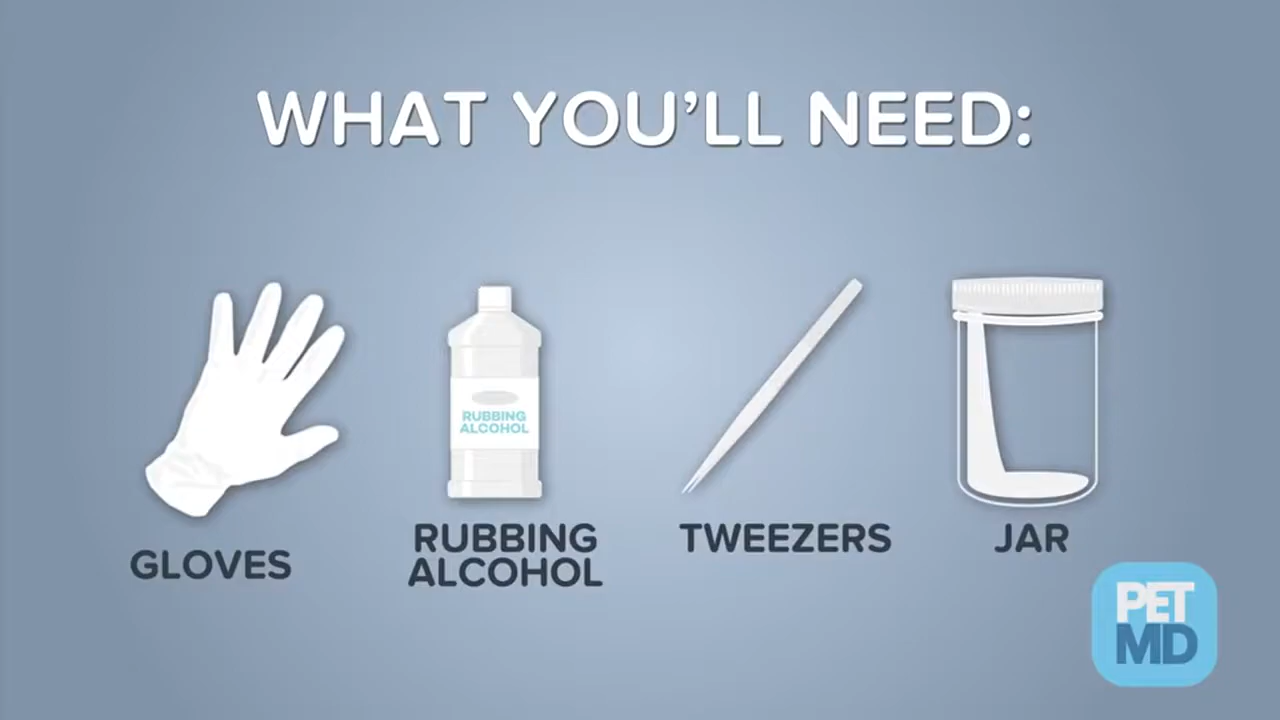 WHAT YOU'LL NEED:
RUBBING
ALCOHOL
GLOVES
RUBBING
ALCOHOL
TWEEZERS
JAR
PET
MD